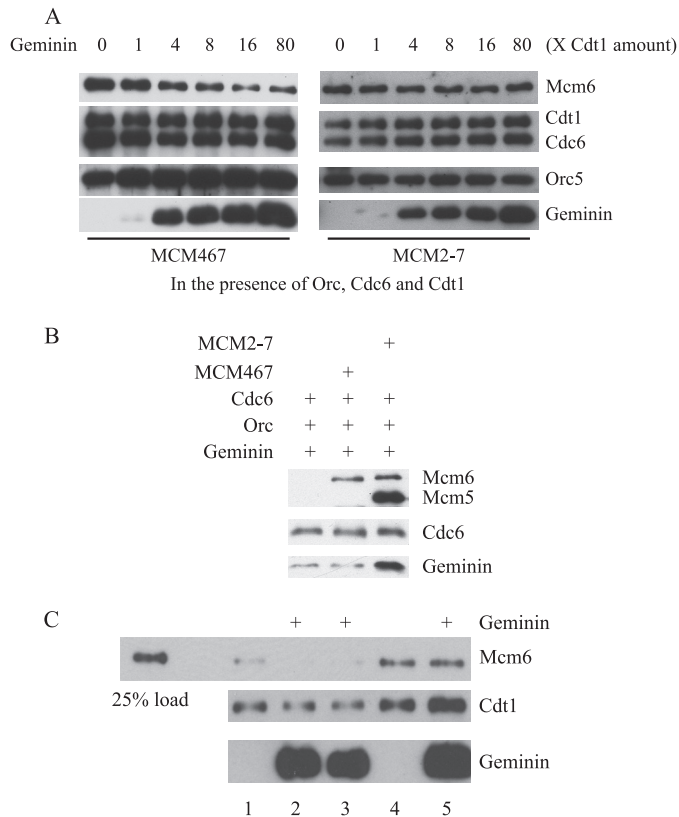 A
Geminin 0 1 4 8 16 80 0 1 4 8 16 80 (X Cdt1 amount)
Mcm6
Cdt1
Cdc6
Orc5
Geminin
MCM467 MCM2-7
In the presence of Orc, Cdc6 and Cdt1
B
MCM2-7 +
MCM467 +
Cdc6 + + +
Orc + + +
Geminin + + +
Mcm6
Mcm5
Cdc6
Geminin
C
+ + + Geminin
Mcm6
25% load
Cdt1
Geminin
1 2 3 4 5